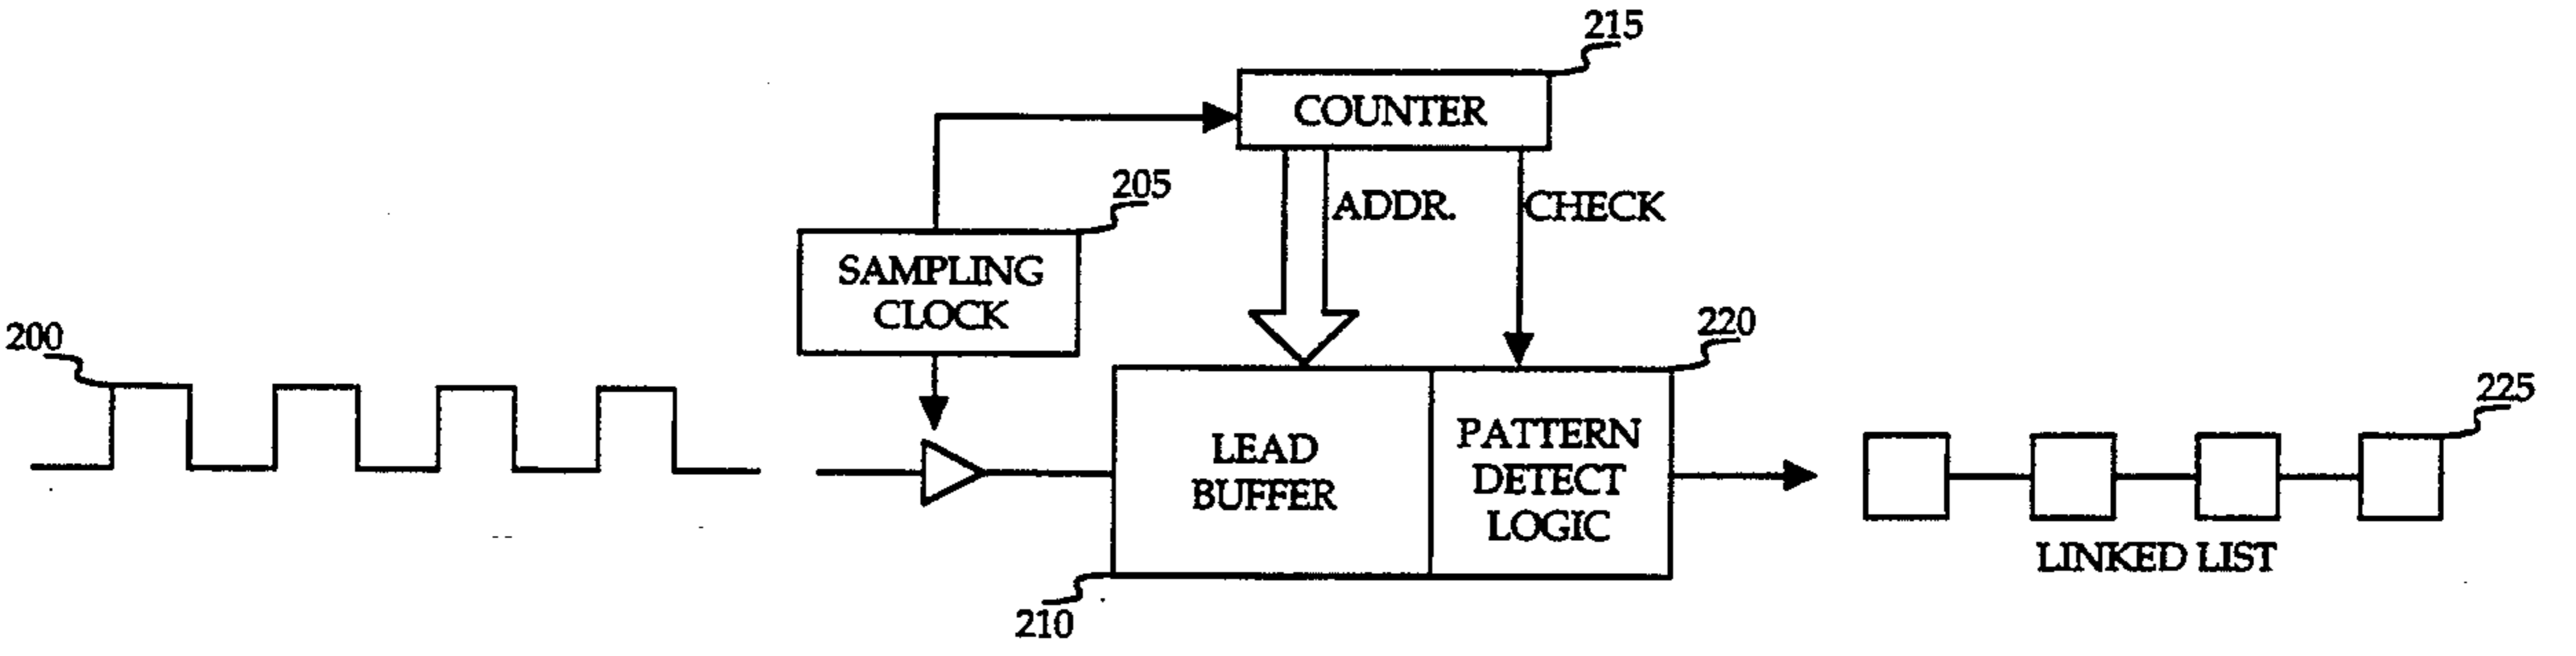 215
COUNTER
205
ADDR.
CHECK
SAMPLING
CLOCK
200
220
225
LEAD
BUFFER
PATTERN
DETECT
LOGIC
LINKED LIST
210